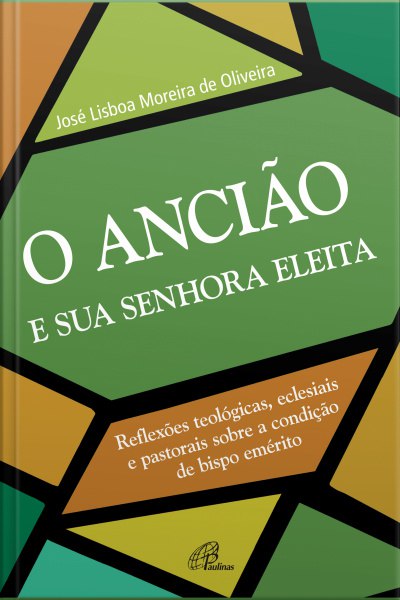 José Lisboa Moreira de Oliveira
O ANCIÃO
E SUA SENHORA ELEITA
Reflexões teológicas, eclesiais
e pastorais sobre a condição
de bispo emérito
Paulinas